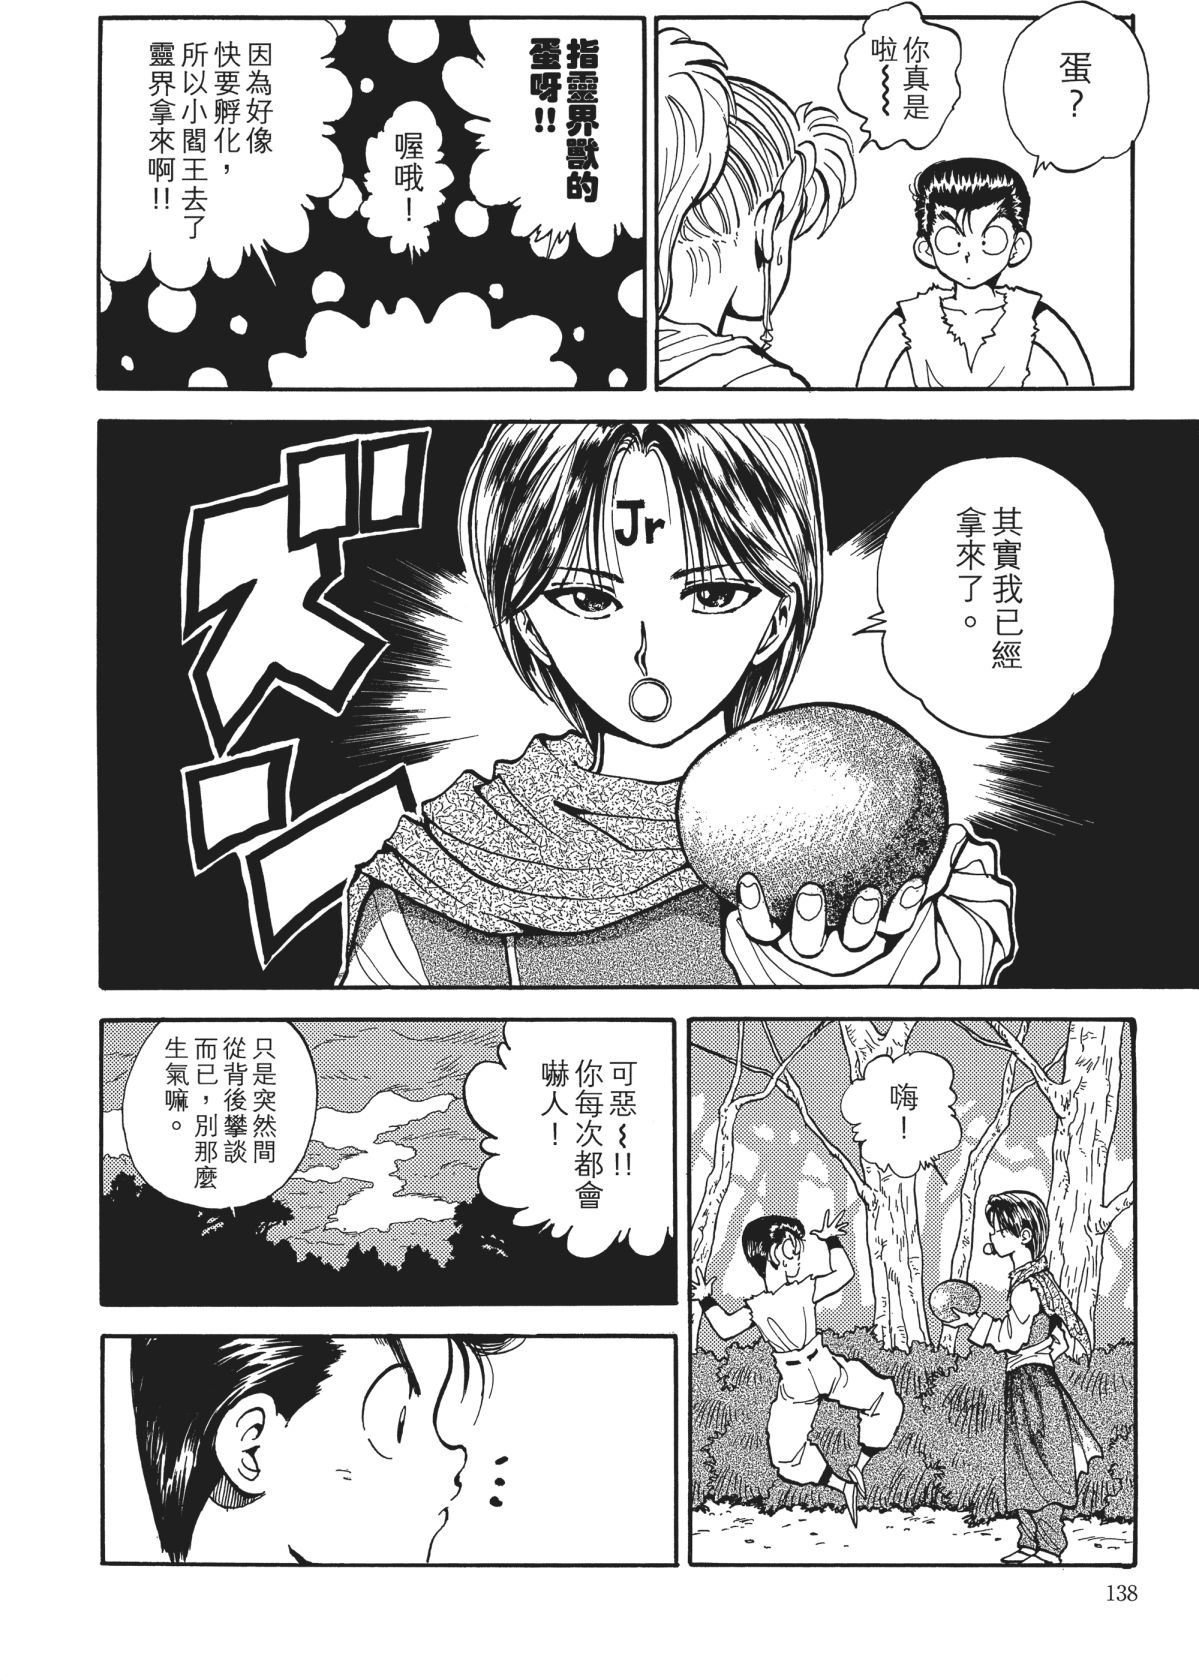 蛋？
你真是
啦～～
指靈界獸的
蛋呀!!
喔哦！
因為好像
快要孵化，
所以小閻王去了
靈界拿來啊!!
其實我已經
拿來了。
Jr
ズズン
嗨！
可惡～!!
你每次都會
嚇人！
只是突然間
從背後攀談
而已，別那麼
生氣嘛。
138